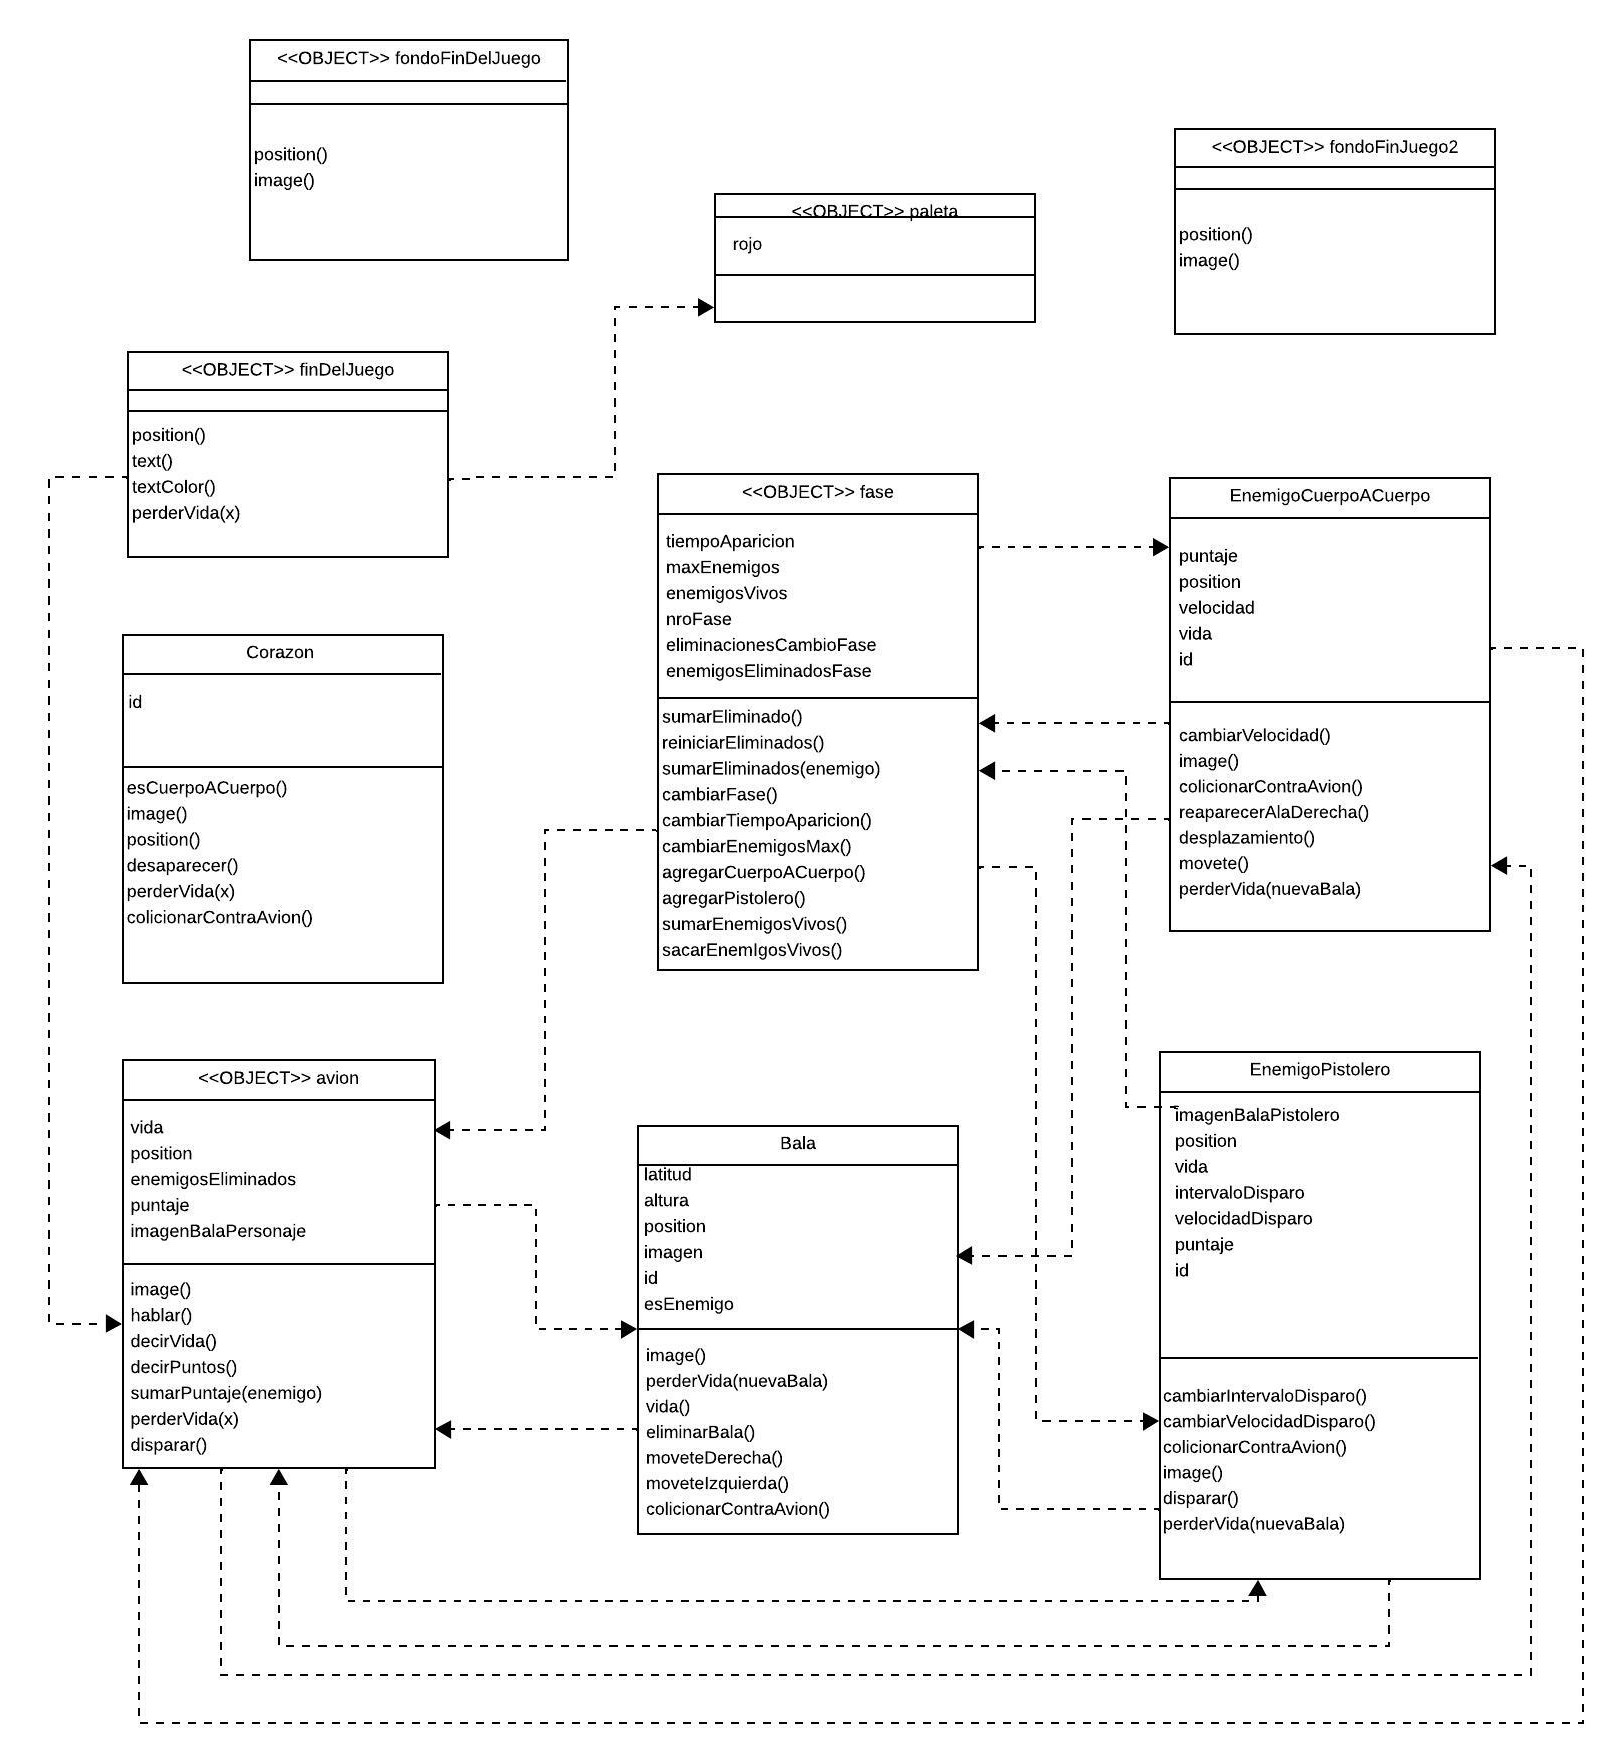 <<OBJECT>> fondoFinDelJuego
position()
image()
<<OBJECT>> fondoFinJuego2
position()
image()
<<OBJECT>> paleta
rojo
<<OBJECT>> finDelJuego
position()
text()
textColor()
perderVida(x)
<<OBJECT>> fase
tiempoAparicion
maxEnemigos
enemigosVivos
nroFase
eliminacionesCambioFase
enemigosEliminadosFase
sumarEliminado()
reiniciarEliminados()
sumarEliminados(enemigo)
cambiarFase()
cambiarTiempoAparicion()
cambiarEnemigosMax()
agregarCuerpoACuerpo()
agregarPistolero()
sumarEnemigosVivos()
sacarEnemIgosVivos()
EnemigoCuerpoACuerpo
puntaje
position
velocidad
vida
id
cambiarVelocidad()
image()
colicionarContraAvion()
reaparecerAlaDerecha()
desplazamiento()
movete()
perderVida(nuevaBala)
Corazon
id
esCuerpoACuerpo()
image()
position()
desaparecer()
perderVida(x)
colicionarContraAvion()
<<OBJECT>> avion
vida
position
enemigosEliminados
puntaje
imagenBalaPersonaje
image()
hablar()
decirVida()
decirPuntos()
sumarPuntaje(enemigo)
perderVida(x)
disparar()
Bala
latitud
altura
position
imagen
id
esEnemigo
image()
perderVida(nuevaBala)
vida()
eliminarBala()
moveteDerecha()
moveteIzquierda()
colicionarContraAvion()
EnemigoPistolero
imagenBalaPistolero
position
vida
intervaloDisparo
velocidadDisparo
puntaje
id
cambiarIntervaloDisparo()
cambiarVelocidadDisparo()
colicionarContraAvion()
image()
disparar()
perderVida(nuevaBala)